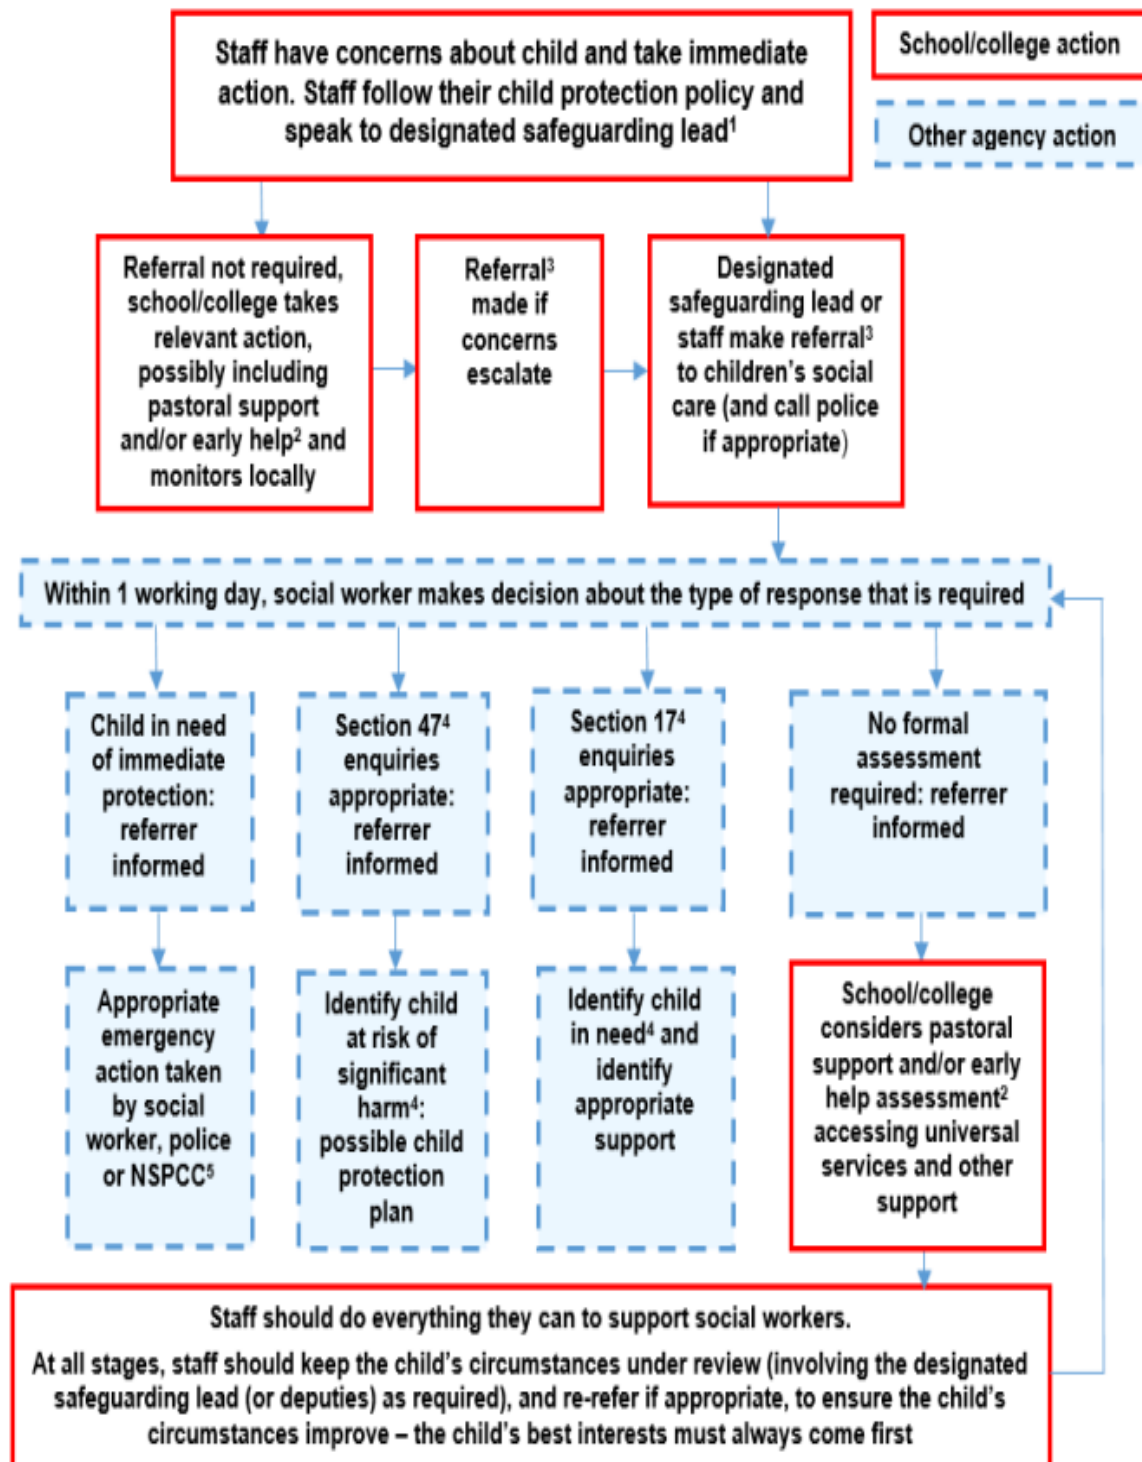 Staff have concerns about child and take immediate
action. Staff follow their child protection policy and
speak to designated safeguarding lead¹
School/college action
Other agency action
Referral not required,
school/college takes
relevant action,
possibly including
pastoral support
and/or early help² and
monitors locally
Referral³
made if
concerns
escalate
Designated
safeguarding lead or
staff make referral³
to children's social
care (and call police
if appropriate)
Within 1 working day, social worker makes decision about the type of response that is required
Child in need
of immediate
protection:
referrer
informed
Section 47⁴
enquiries
appropriate:
referrer
informed
Section 17⁴
enquiries
appropriate:
referrer
informed
No formal
assessment
required: referrer
informed
Appropriate
emergency
action taken
by social
worker, police
or NSPCC⁵
Identify child
at risk of
significant
harm⁴:
possible child
protection
plan
Identify child
in need⁴ and
identify
appropriate
support
School/college
considers pastoral
support and/or early
help assessment²
accessing universal
services and other
support
Staff should do everything they can to support social workers.
At all stages, staff should keep the child's circumstances under review (involving the designated
safeguarding lead (or deputies) as required), and re-refer if appropriate, to ensure the child's
circumstances improve – the child's best interests must always come first